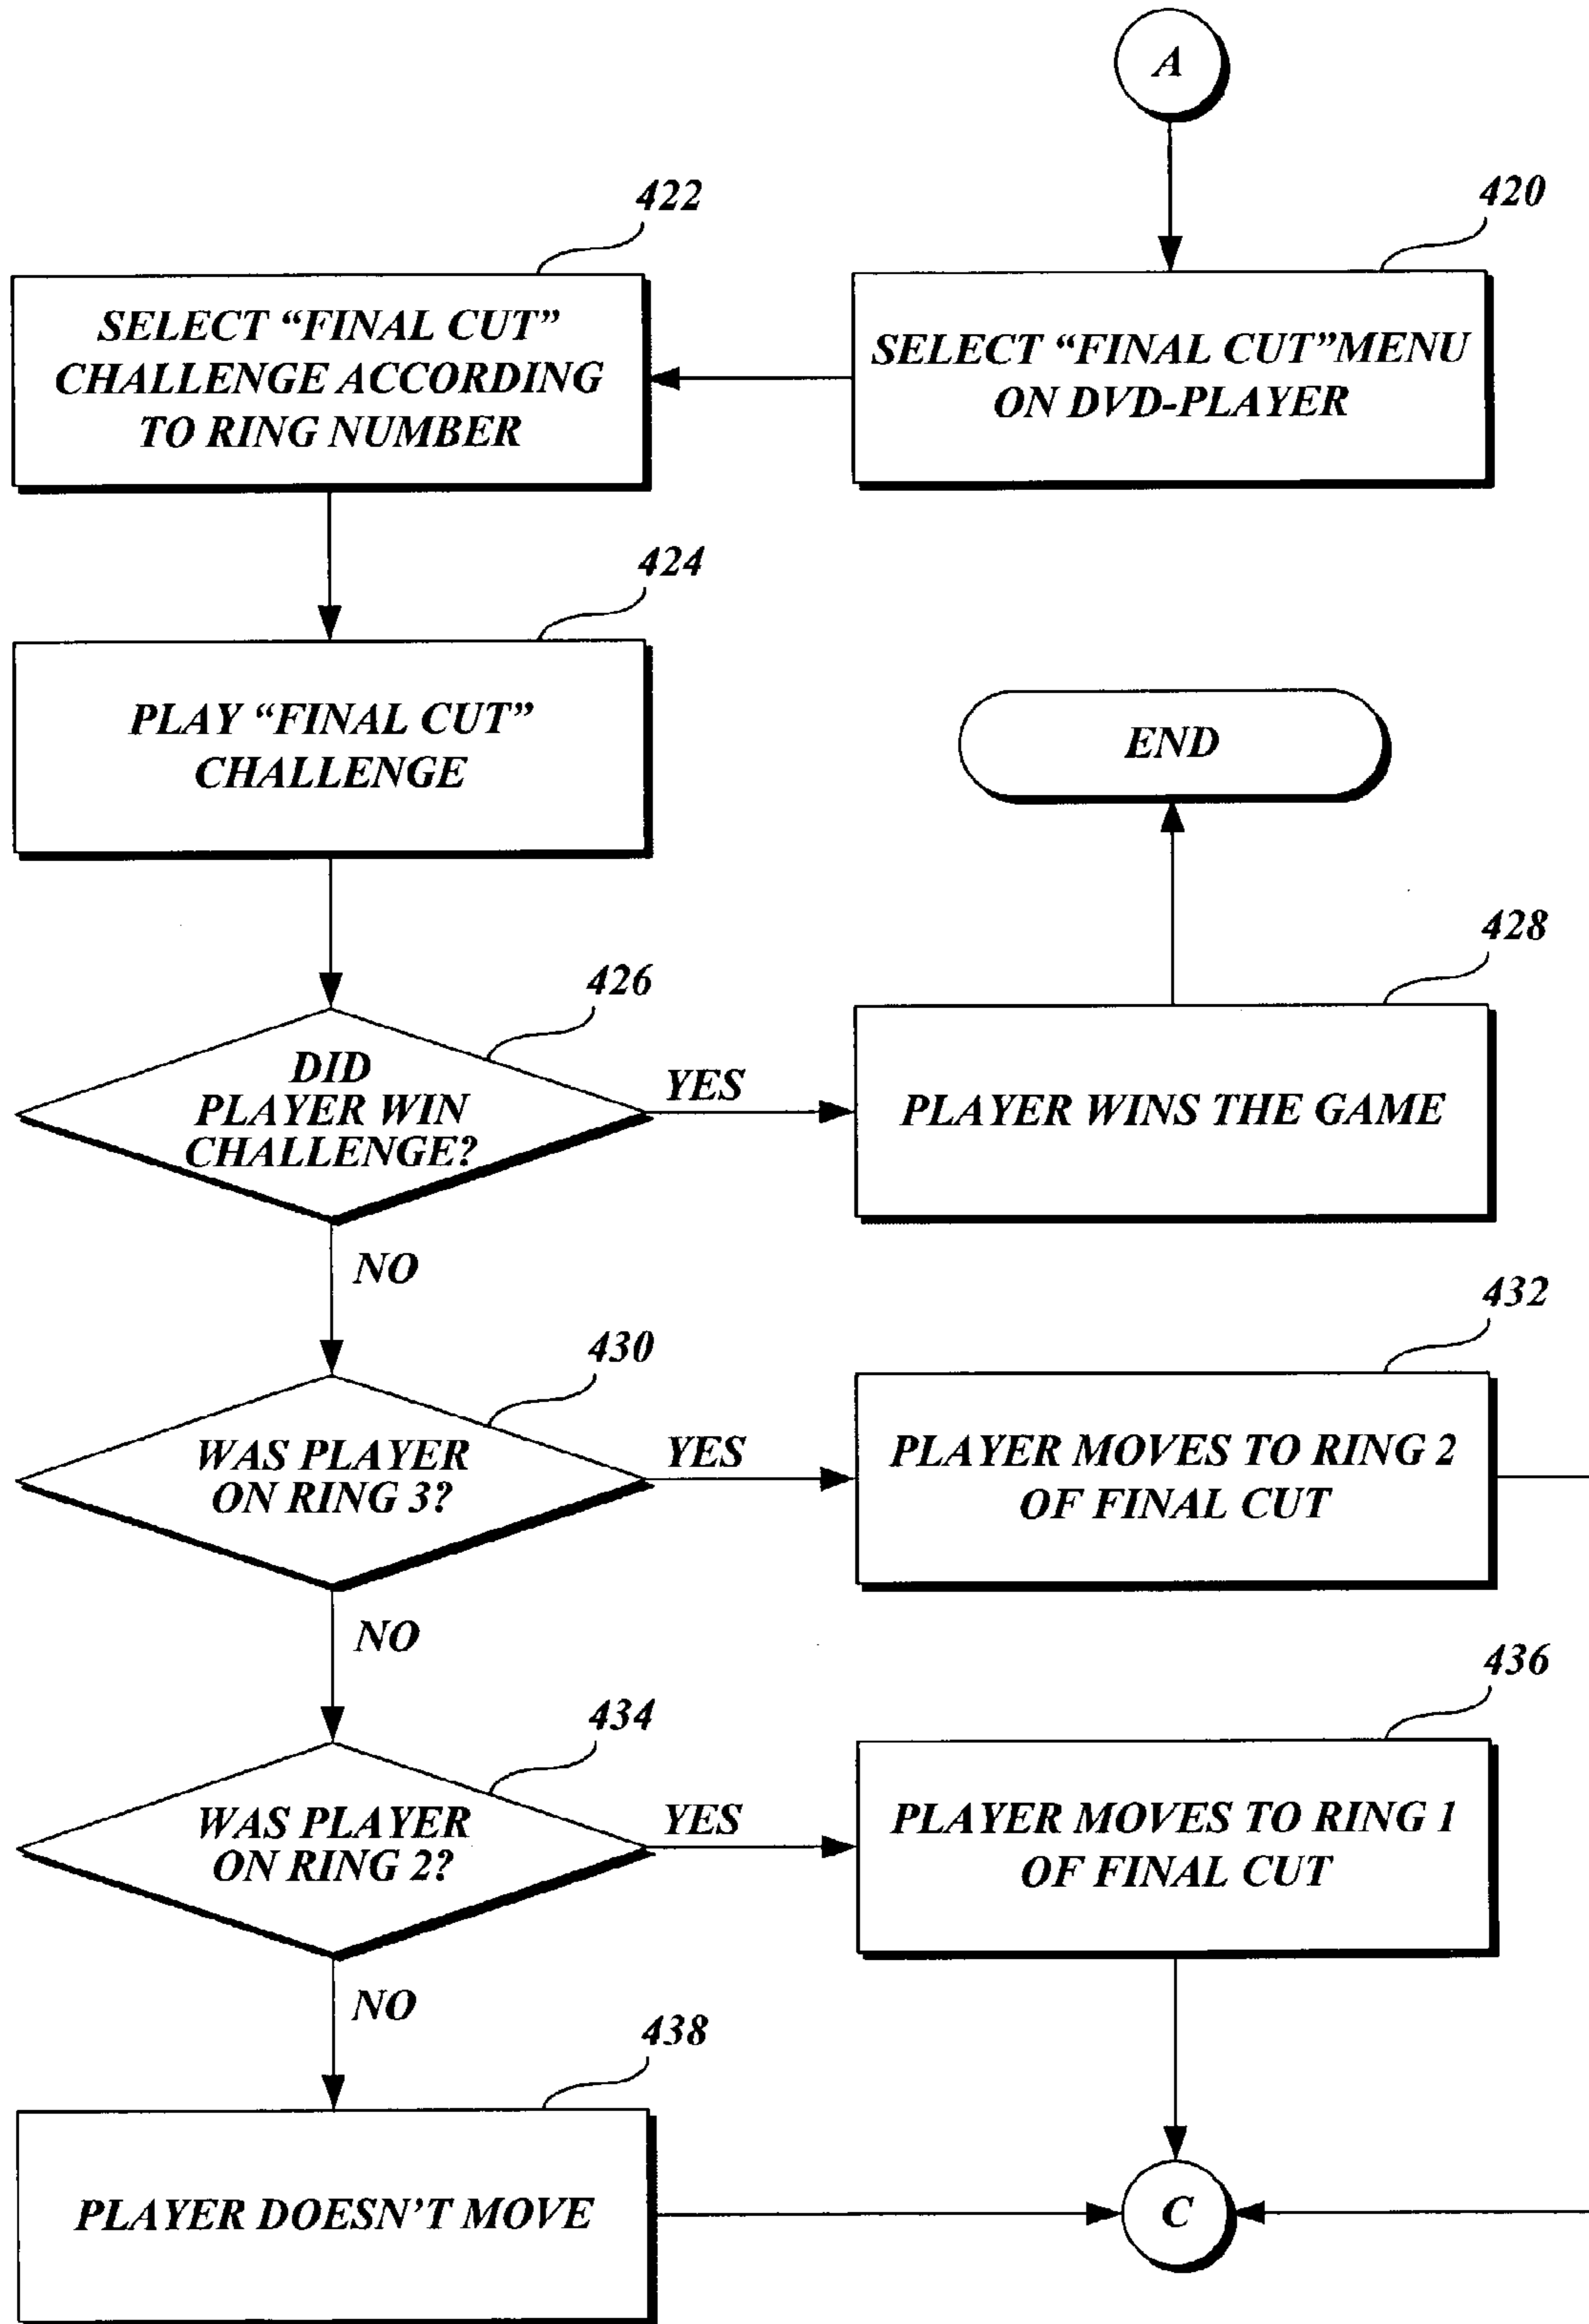 A
420
SELECT “FINAL CUT”MENU
ON DVD-PLAYER
422
SELECT “FINAL CUT”
CHALLENGE ACCORDING
TO RING NUMBER
424
PLAY “FINAL CUT”
CHALLENGE
426
DID
PLAYER WIN
CHALLENGE?
YES
428
PLAYER WINS THE GAME
END
NO
430
WAS PLAYER
ON RING 3?
YES
432
PLAYER MOVES TO RING 2
OF FINAL CUT
NO
434
WAS PLAYER
ON RING 2?
YES
436
PLAYER MOVES TO RING 1
OF FINAL CUT
NO
438
PLAYER DOESN'T MOVE
C